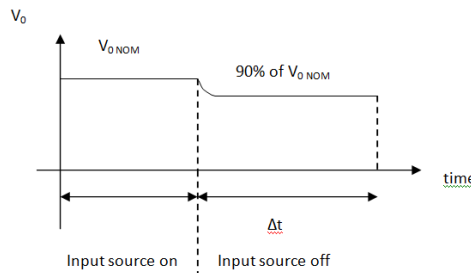 V0
V0 NOM
90% of V0 NOM
time
Δt
Input source on
Input source off